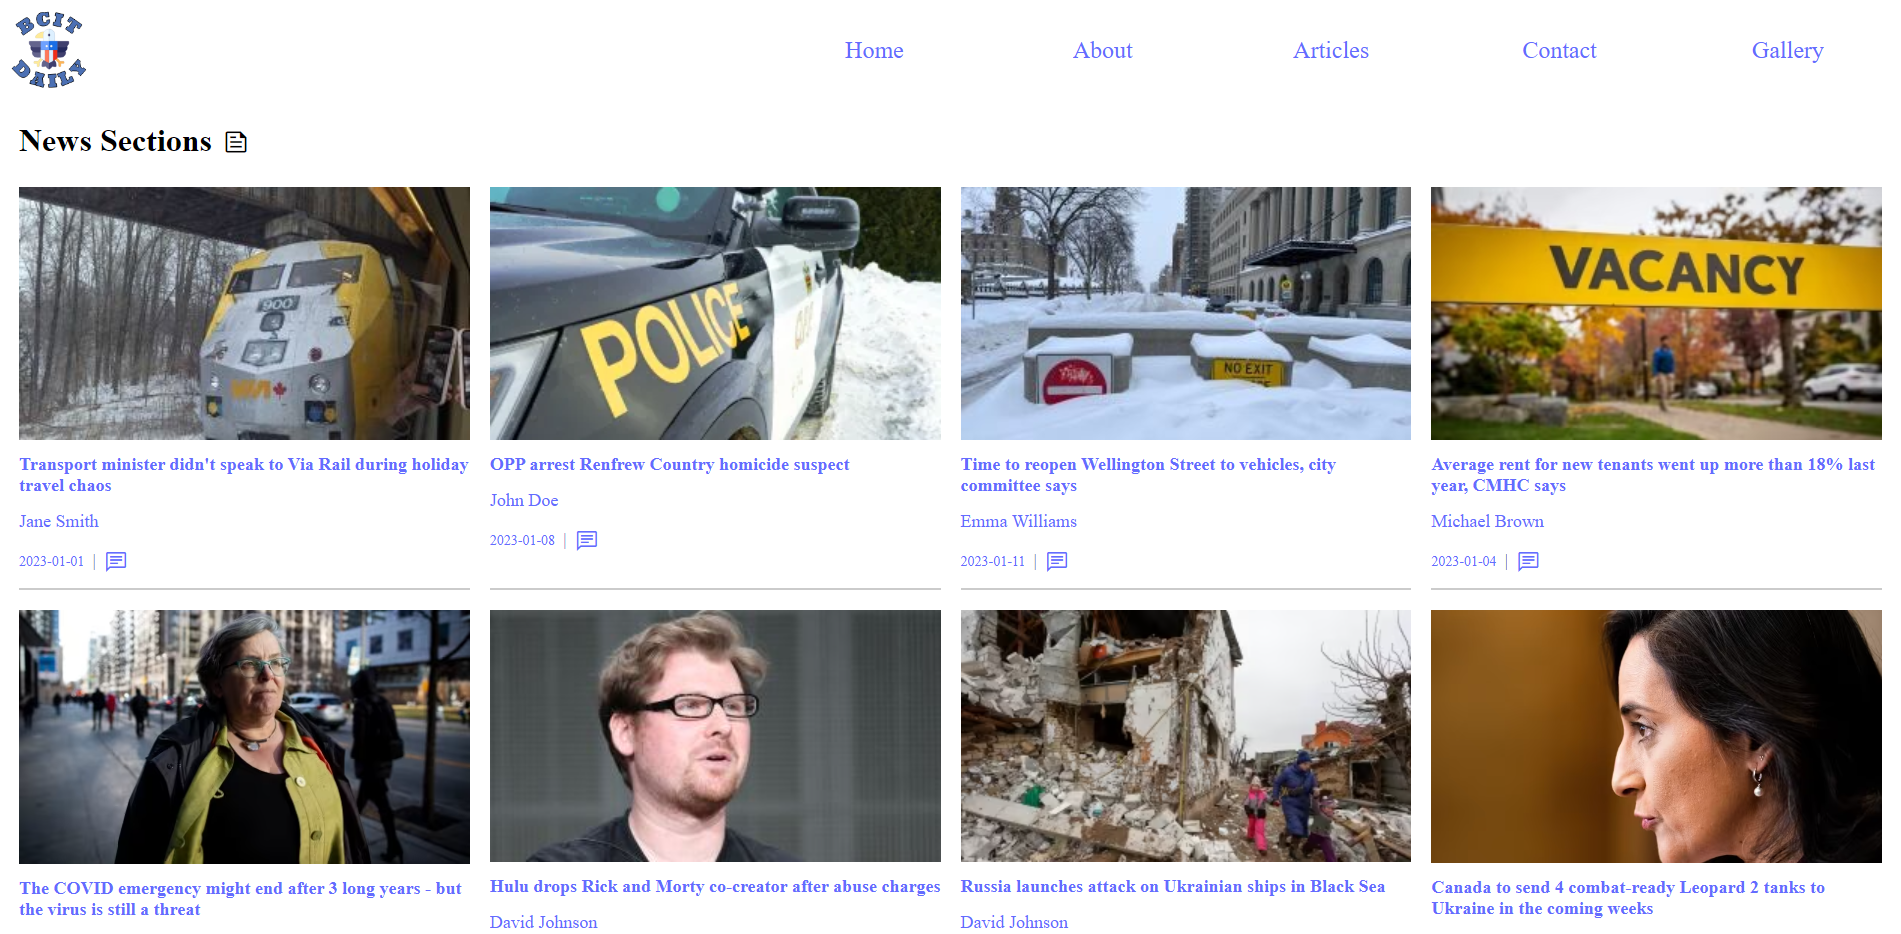 BCIT
DAILY
Home
About
Articles
Contact
Gallery
News Sections
900
VIA
POLICE
NO EXIT
VACANCY
Transport minister didn't speak to Via Rail during holiday
travel chaos
Jane Smith
2023-01-01 |
OPP arrest Renfrew Country homicide suspect
John Doe
2023-01-08 |
Time to reopen Wellington Street to vehicles, city
committee says
Emma Williams
2023-01-11 |
Average rent for new tenants went up more than 18% last
year, CMHC says
Michael Brown
2023-01-04 |
The COVID emergency might end after 3 long years - but
the virus is still a threat
Hulu drops Rick and Morty co-creator after abuse charges
David Johnson
Russia launches attack on Ukrainian ships in Black Sea
David Johnson
Canada to send 4 combat-ready Leopard 2 tanks to
Ukraine in the coming weeks